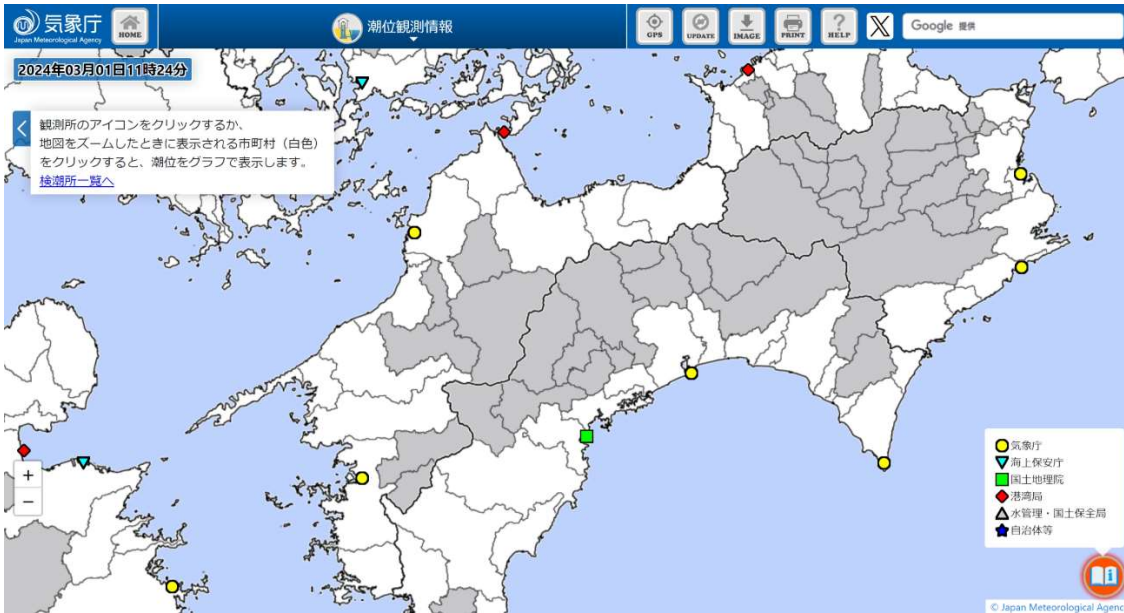 気象庁
Japan Meteorological Agency
HOME
潮位観測情報
GPS
UPDATE
IMAGE
PRINT
HELP
X
Google 提供
2024年03月01日11時24分
観測所のアイコンをクリックするか、
地図をズームしたときに表示される市町村（白色）
をクリックすると、潮位をグラフで表示します。
検潮所一覧へ
+
−
気象庁
海上保安庁
国土地理院
港湾局
水管理・国土保全局
自治体等
© Japan Meteorological Agenc